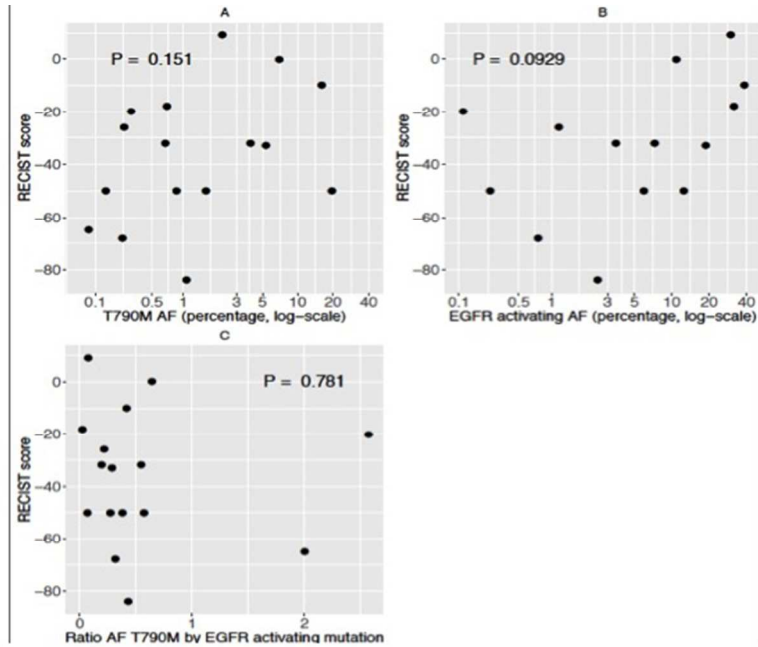 A
P = 0.151
RECIST score
0
−20
−40
−60
−80
0.1 0.5 1 3 5 10 20 40
T790M AF (percentage, log−scale)
B
P = 0.0929
RECIST score
0
−20
−40
−60
−80
0.1 0.5 1 3 5 10 20 40
EGFR activating AF (percentage, log−scale)
C
P = 0.781
RECIST score
0
−20
−40
−60
−80
0 1 2
Ratio AF T790M by EGFR activating mutation